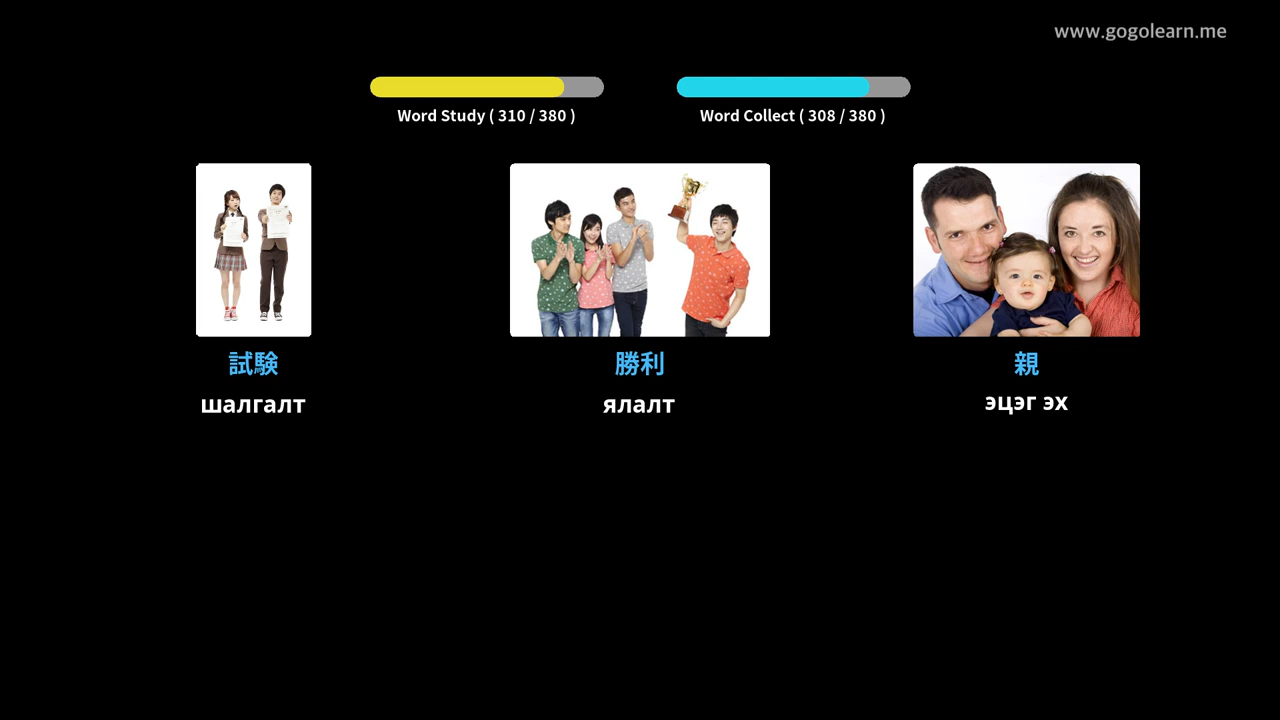 www.gogolearn.me
Word Study ( 310 / 380 )
Word Collect ( 308 / 380 )
試験
勝利
親
шалгалт
ялалт
эцэг эх